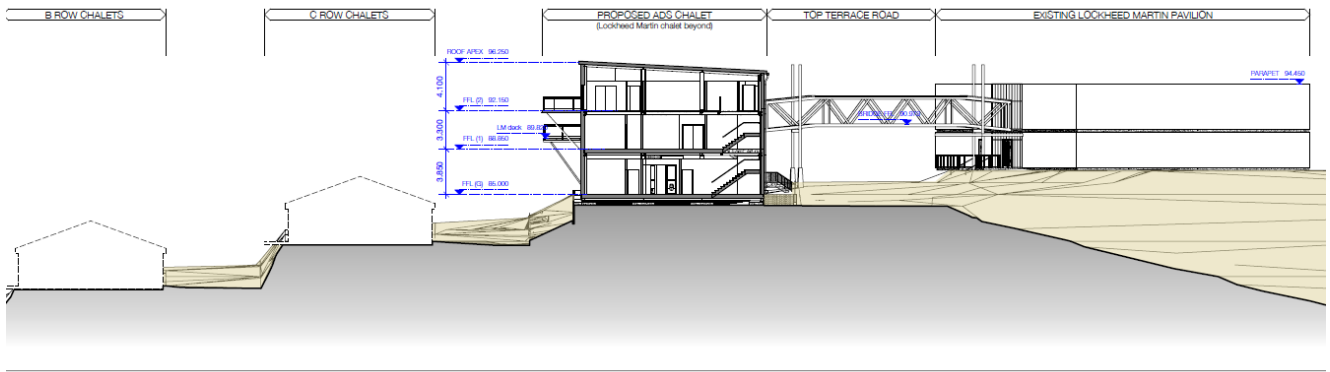 B ROW CHALETS
C ROW CHALETS
PROPOSED ADS CHALET
(Lockheed Martin chalet beyond)
TOP TERRACE ROAD
EXISTING LOCKHEED MARTIN PAVILION
ROOF APEX 96.250
PARAPET 94.450
4.100
FFL (2) 92.150
3.300
LM deck 89.82
FFL (1) 88.850
3.850
FFL (G) 85.000